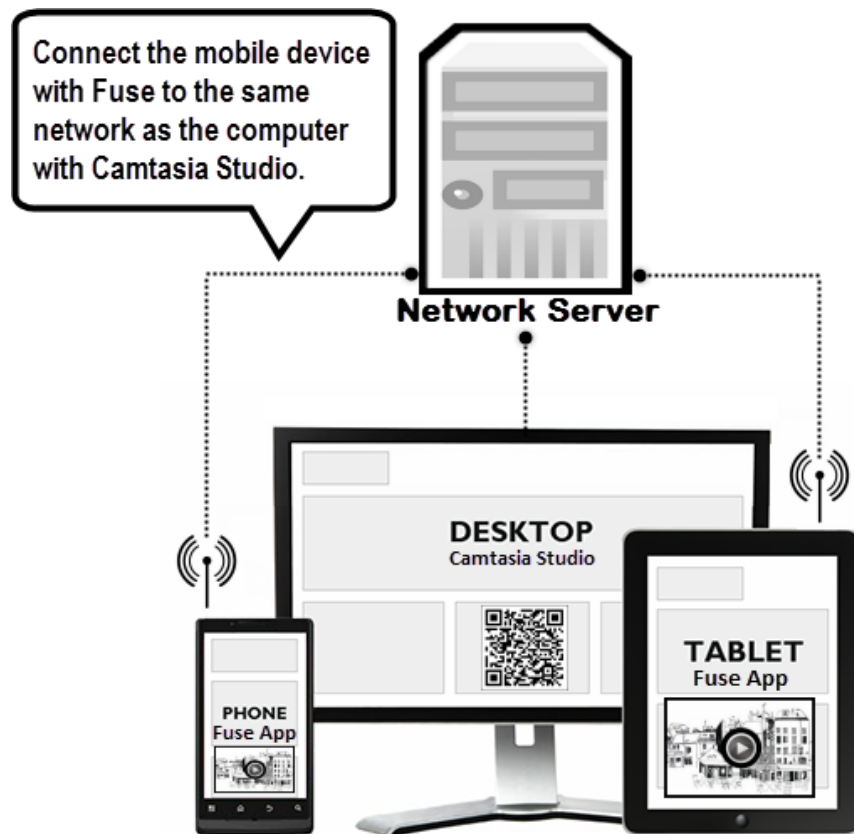 Connect the mobile device
with Fuse to the same
network as the computer
with Camtasia Studio.
Network Server
DESKTOP
Camtasia Studio
TABLET
Fuse App
PHONE
Fuse App